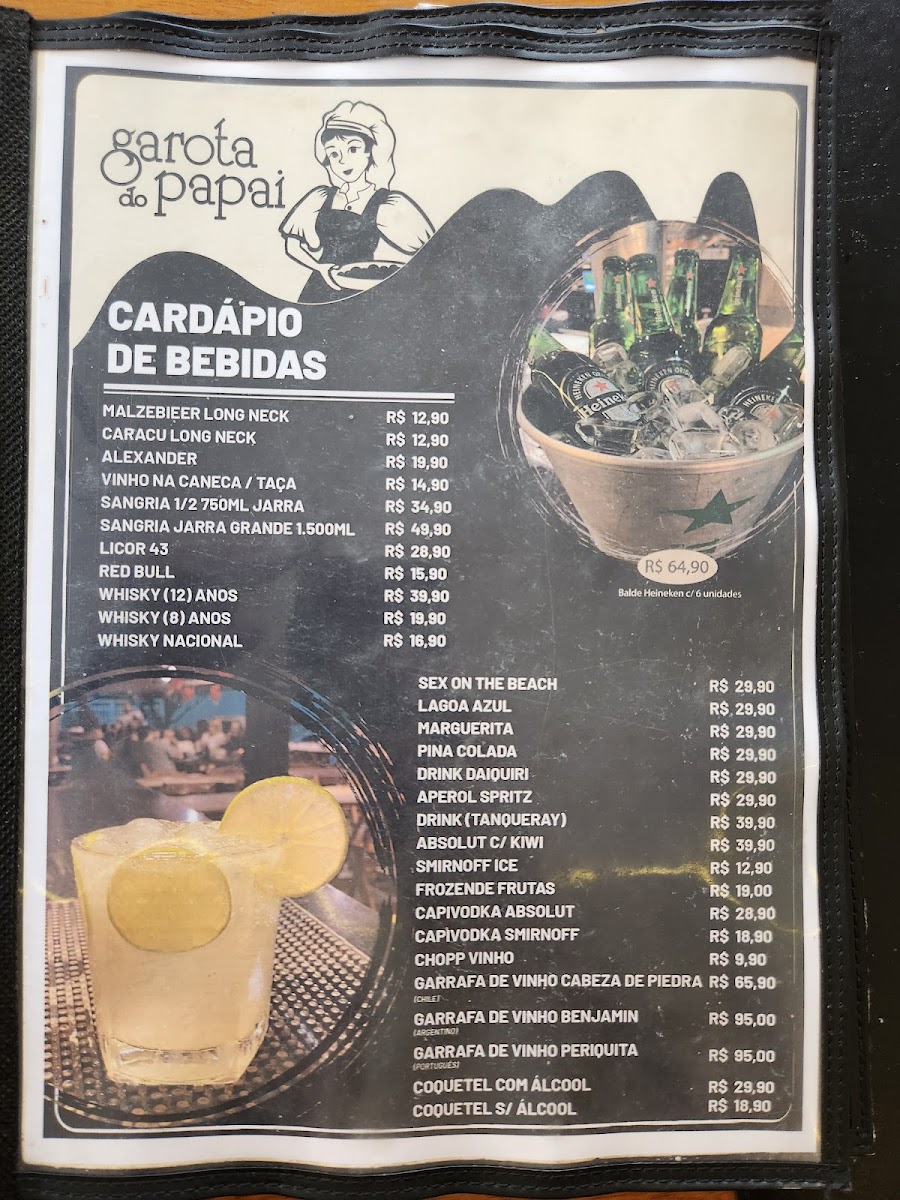 garota
do papai
CARDÁPIO
DE BEBIDAS
MALZEBIEER LONG NECK R$ 12,90
CARACU LONG NECK R$ 12,90
ALEXANDER R$ 19,90
VINHO NA CANECA / TAÇA R$ 14,90
SANGRIA 1/2 750ML JARRA R$ 34,90
SANGRIA JARRA GRANDE 1.500ML R$ 49,90
LICOR 43 R$ 28,90
RED BULL R$ 15,90
WHISKY (12) ANOS R$ 39,90
WHISKY (8) ANOS R$ 19,90
WHISKY NACIONAL R$ 16,90
Heineken
R$ 64,90
Balde Heineken c/ 6 unidades
SEX ON THE BEACH R$ 29,90
LAGOA AZUL R$ 29,90
MARGUERITA R$ 29,90
PINA COLADA R$ 29,90
DRINK DAIQUIRI R$ 29,90
APEROL SPRITZ R$ 29,90
DRINK (TANQUERAY) R$ 39,90
ABSOLUT C/ KIWI R$ 39,90
SMIRNOFF ICE R$ 12,90
FROZENDE FRUTAS R$ 19,00
CAPIVODKA ABSOLUT R$ 28,90
CAPIVODKA SMIRNOFF R$ 18,90
CHOPP VINHO R$ 9,90
GARRAFA DE VINHO CABEZA DE PIEDRA R$ 65,90
(CHILE)
GARRAFA DE VINHO BENJAMIN R$ 95,00
(ARGENTINO)
GARRAFA DE VINHO PERIQUITA R$ 95,00
(PORTUGUÊS)
COQUETEL COM ÁLCOOL R$ 29,90
COQUETEL S/ ÁLCOOL R$ 18,90